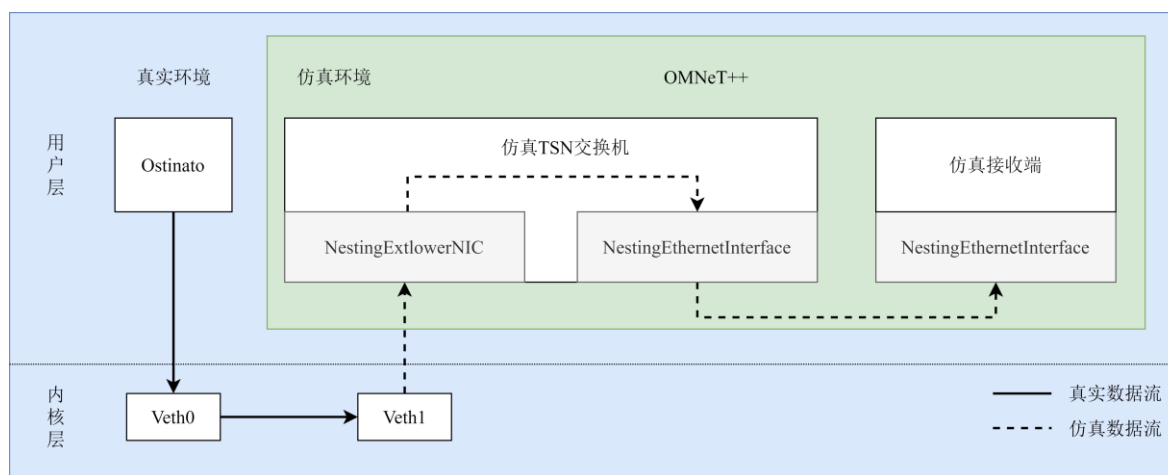 真实环境
仿真环境
OMNeT++
用户层
Ostinato
仿真TSN交换机
仿真接收端
NestingExtlowerNIC
NestingEthernetInterface
NestingEthernetInterface
内核层
Veth0
Veth1
真实数据流
仿真数据流